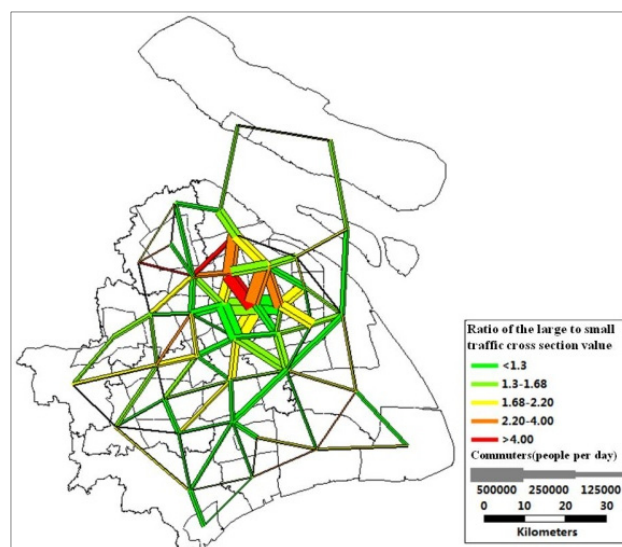 Ratio of the large to small
traffic cross section value
<1.3
1.3-1.68
1.68-2.20
2.20-4.00
>4.00
Commuters(people per day)
500000 250000 125000
0 10 20 30
Kilometers